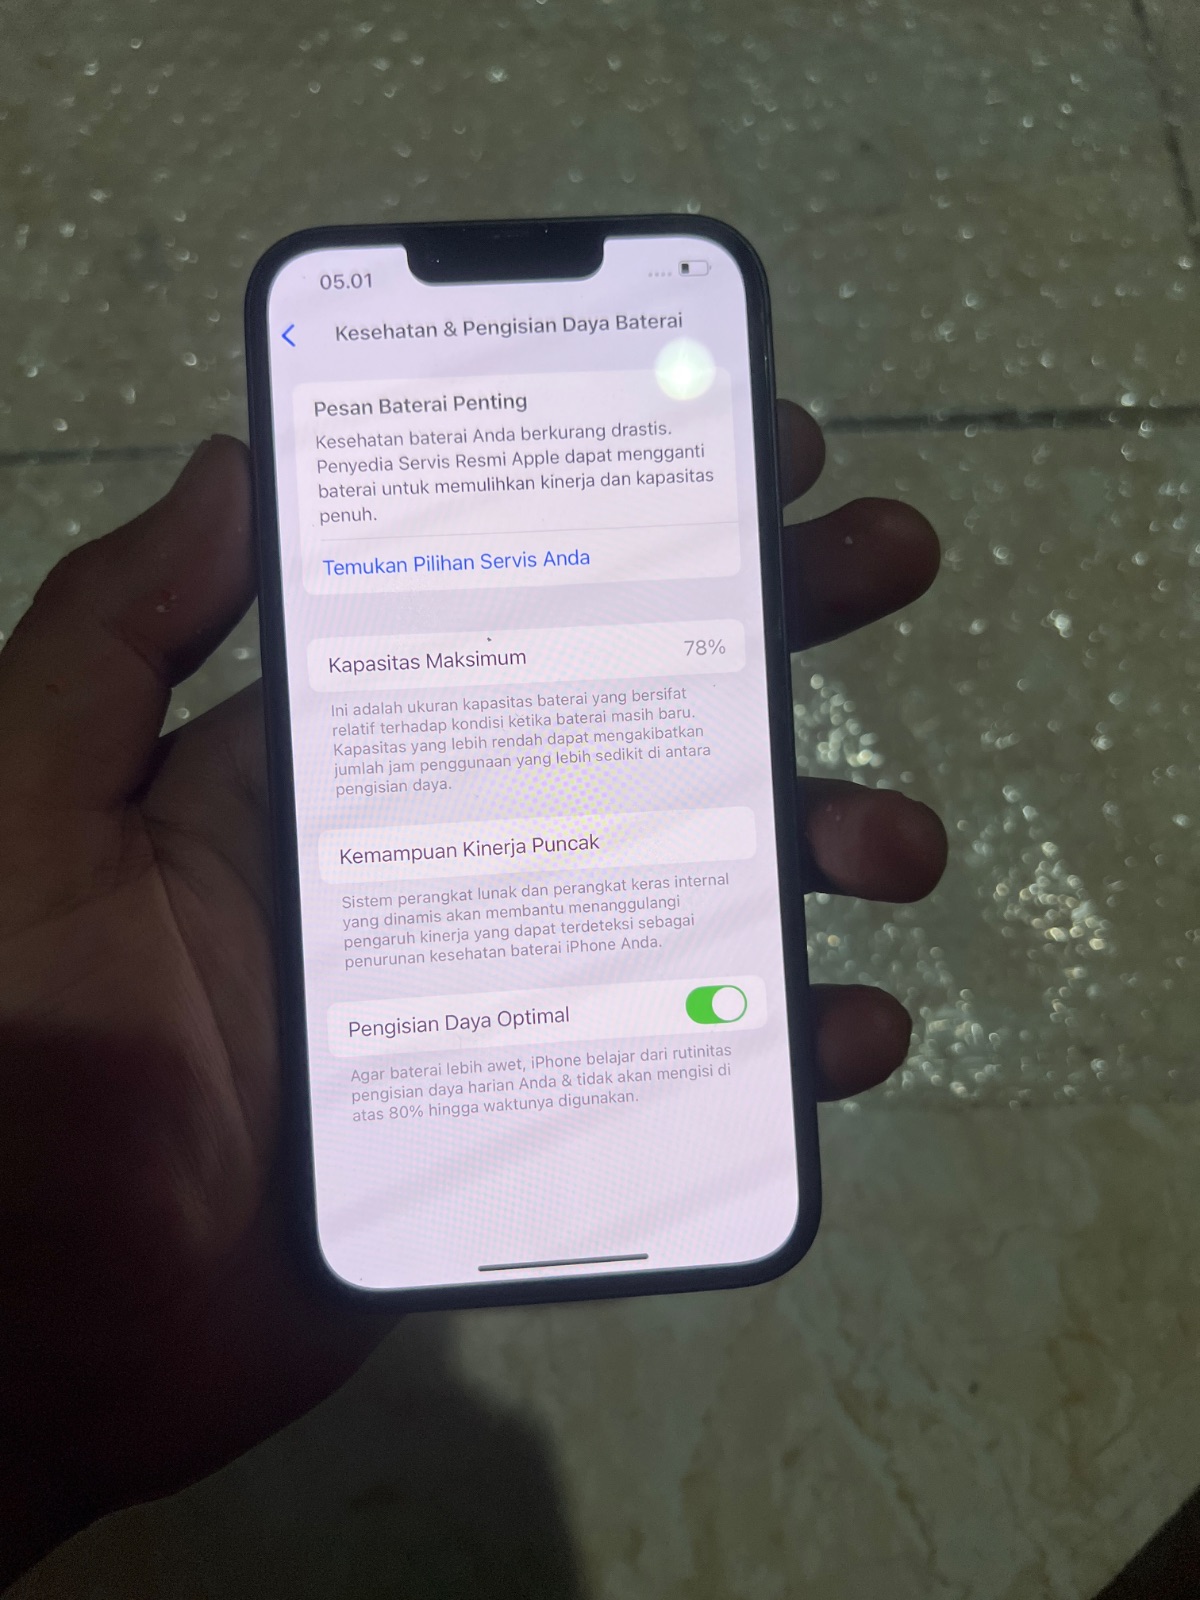 05.01
Kesehatan & Pengisian Daya Baterai
Pesan Baterai Penting
Kesehatan baterai Anda berkurang drastis.
Penyedia Servis Resmi Apple dapat mengganti
baterai untuk memulihkan kinerja dan kapasitas
penuh.
Temukan Pilihan Servis Anda
Kapasitas Maksimum 78%
Ini adalah ukuran kapasitas baterai yang bersifat
relatif terhadap kondisi ketika baterai masih baru.
Kapasitas yang lebih rendah dapat mengakibatkan
jumlah jam penggunaan yang lebih sedikit di antara
pengisian daya.
Kemampuan Kinerja Puncak
Sistem perangkat lunak dan perangkat keras internal
yang dinamis akan membantu menanggulangi
pengaruh kinerja yang dapat terdeteksi sebagai
penurunan kesehatan baterai iPhone Anda.
Pengisian Daya Optimal
Agar baterai lebih awet, iPhone belajar dari rutinitas
pengisian daya harian Anda & tidak akan mengisi di
atas 80% hingga waktunya digunakan.